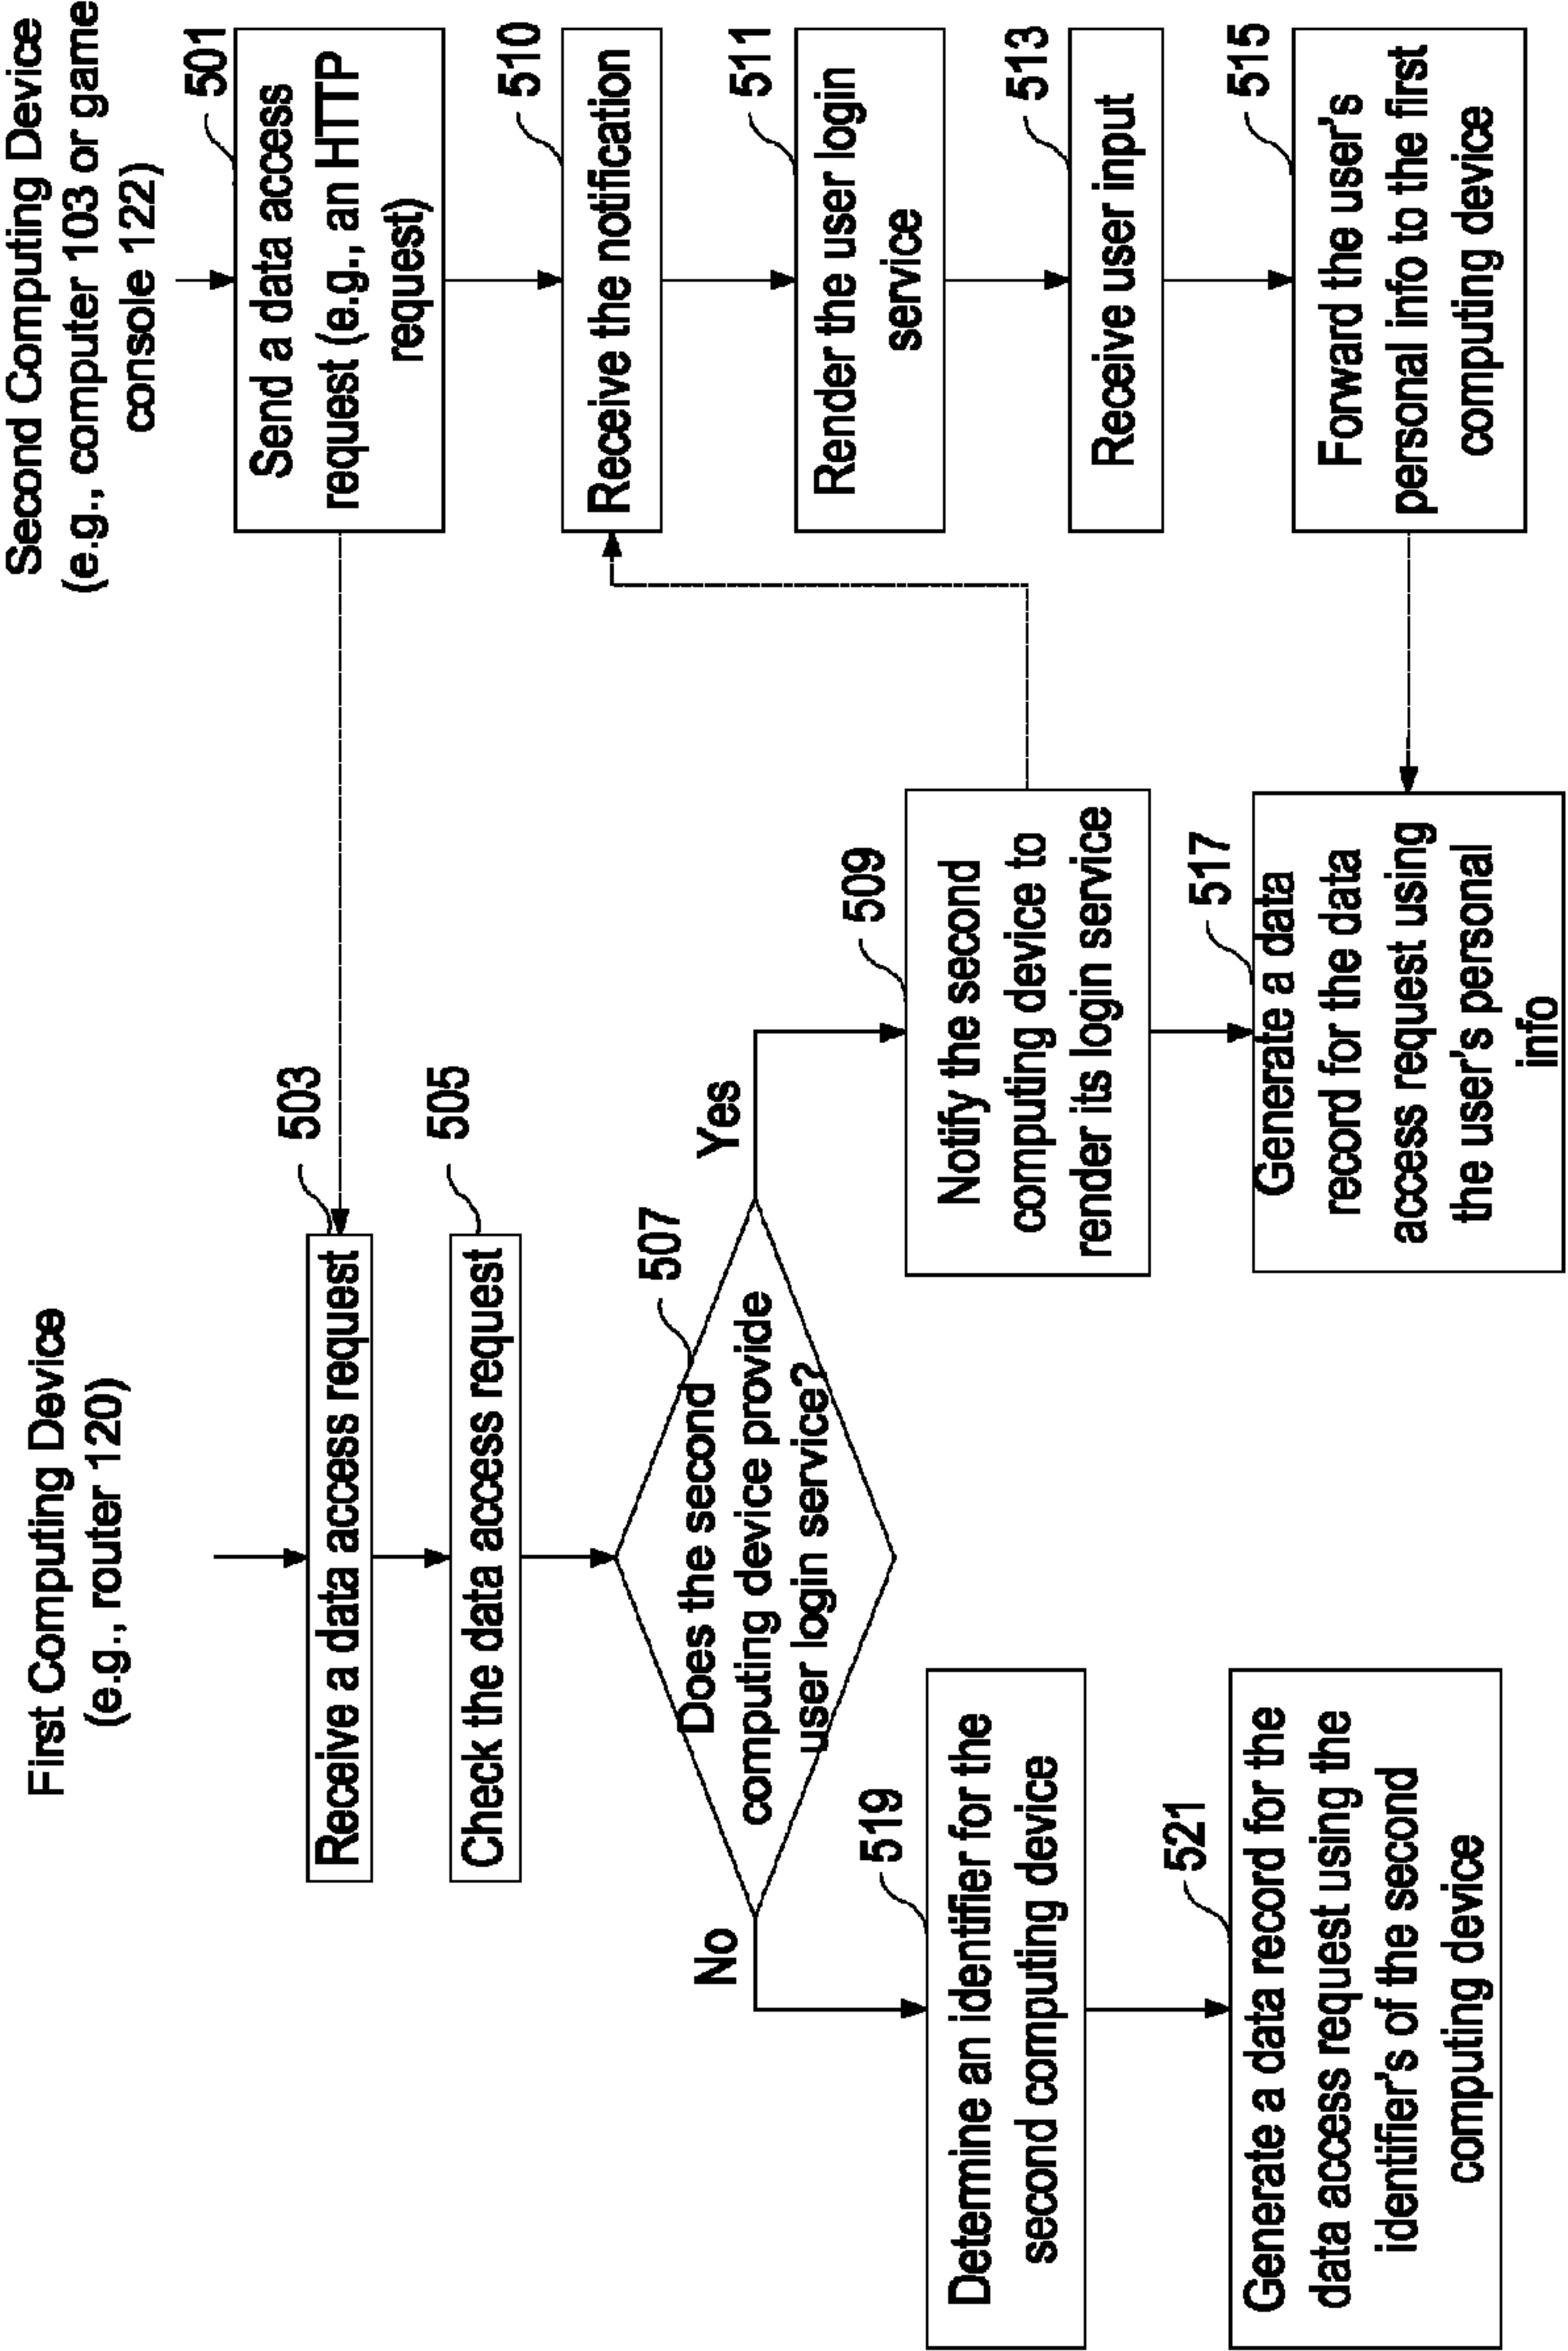 First Computing Device
(e.g., router 120)
Second Computing Device
(e.g., computer 103 or game
console 122)
501
Send a data access
request (e.g., an HTTP
request)
503
Receive a data access request
505
Check the data access request
507
Does the second
computing device provide
user login service?
No
Yes
509
Notify the second
computing device to
render its login service
510
Receive the notification
511
Render the user login
service
513
Receive user input
515
Forward the user's
personal info to the first
computing device
517
Generate a data
record for the data
access request using
the user's personal
info
519
Determine an identifier for the
second computing device
521
Generate a data record for the
data access request using the
identifier's of the second
computing device